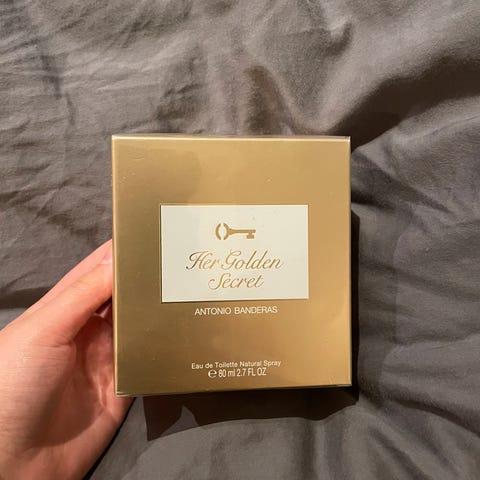 Her Golden
Secret
ANTONIO BANDERAS
Eau de Toilette Natural Spray
℮ 80 ml 2.7 FL OZ